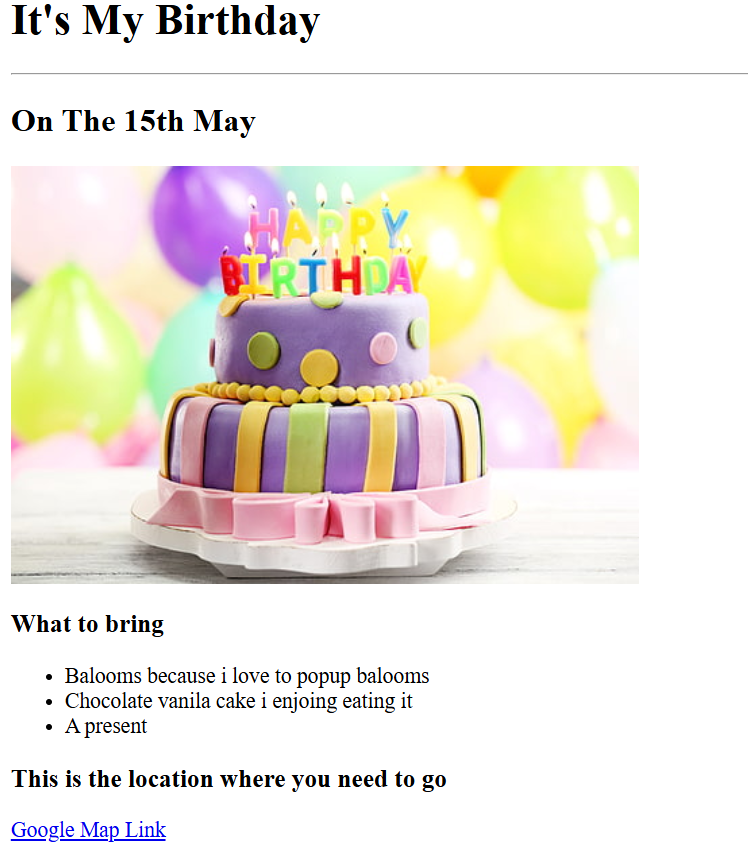 It's My Birthday
On The 15th May
HAPPY
BIRTHDAY
What to bring
Balooms because i love to popup balooms
Chocolate vanila cake i enjoing eating it
A present
This is the location where you need to go
Google Map Link